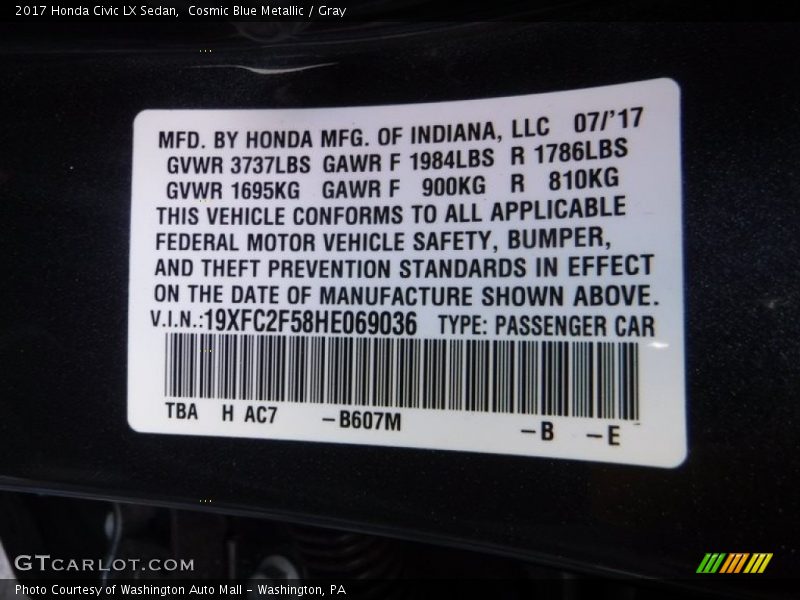 2017 Honda Civic LX Sedan,  Cosmic Blue Metallic / Gray
MFD. BY HONDA MFG. OF INDIANA, LLC 07/'17
GVWR 3737LBS GAWR F 1984LBS R 1786LBS
GVWR 1695KG GAWR F 900KG R 810KG
THIS VEHICLE CONFORMS TO ALL APPLICABLE
FEDERAL MOTOR VEHICLE SAFETY, BUMPER,
AND THEFT PREVENTION STANDARDS IN EFFECT
ON THE DATE OF MANUFACTURE SHOWN ABOVE.
V.I.N.:19XFC2F58HE069036 TYPE: PASSENGER CAR
TBA H AC7 –B607M –B –E
GTCARLOT.COM
Photo Courtesy of Washington Auto Mall – Washington, PA